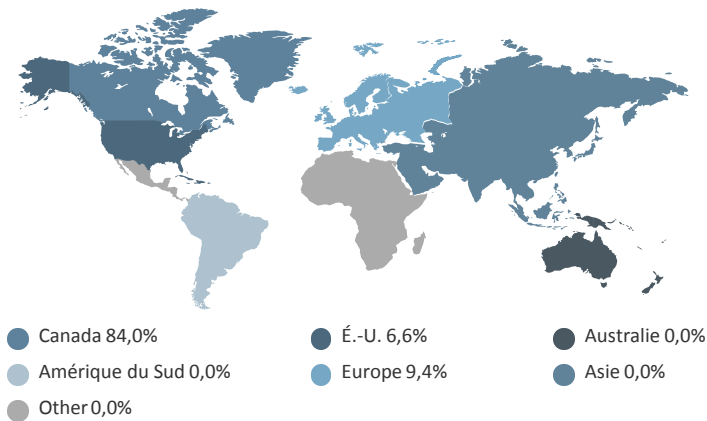 Canada 84,0%
É.-U. 6,6%
Australie 0,0%
Amérique du Sud 0,0%
Europe 9,4%
Asie 0,0%
Other 0,0%